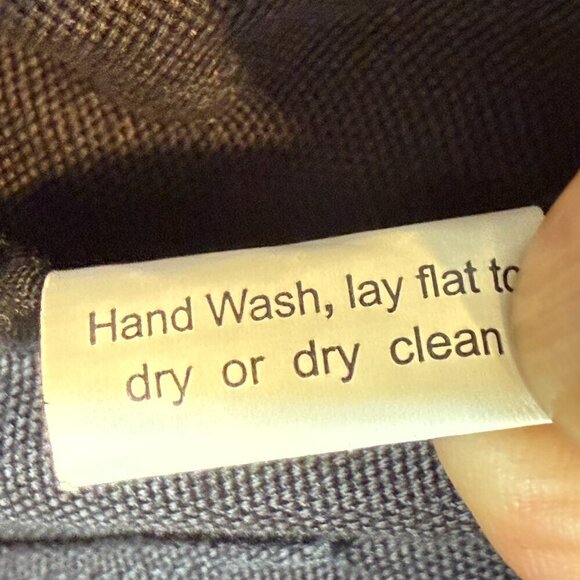 Hand Wash, lay flat to
dry or dry clean